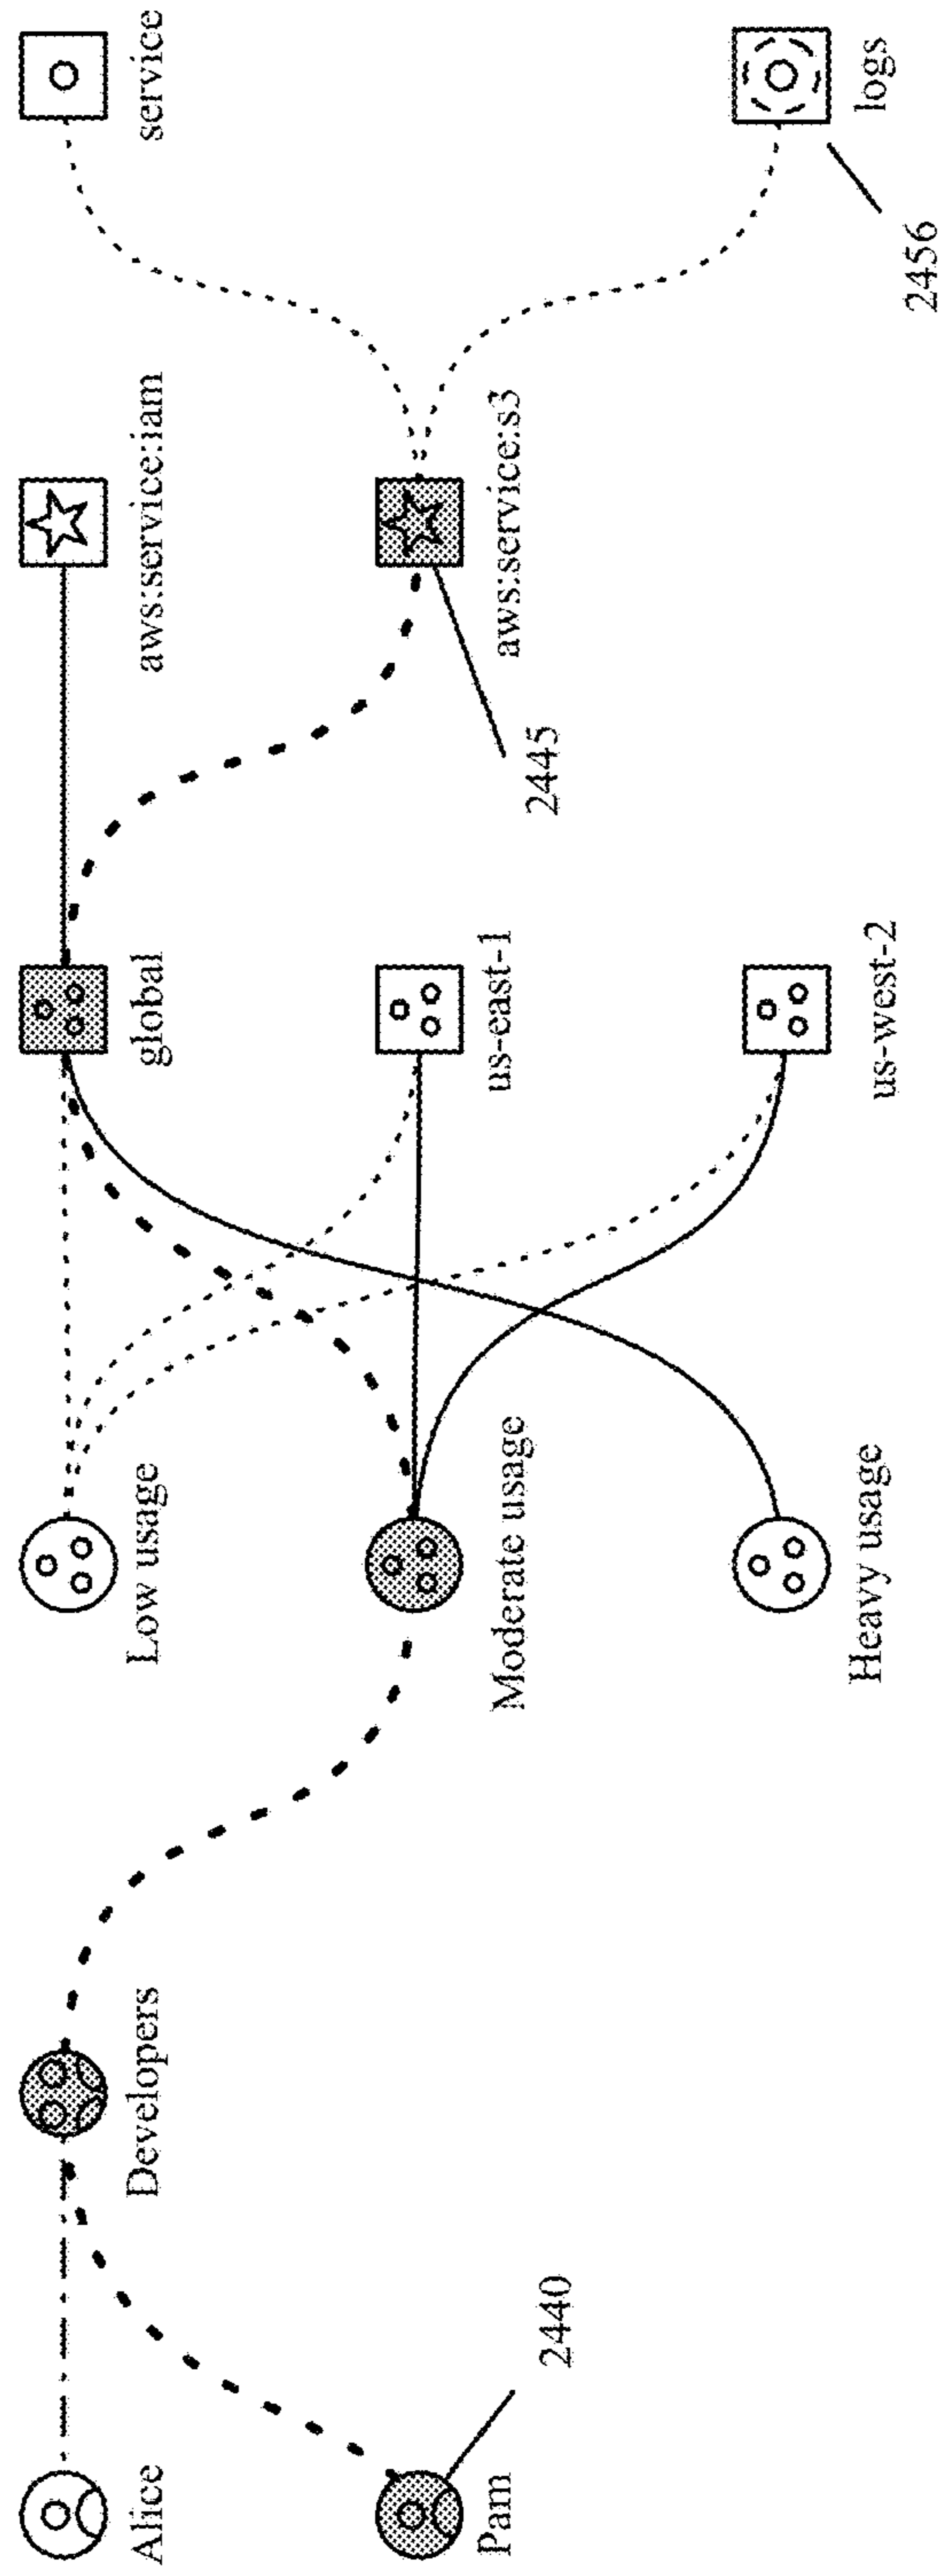 Alice
Developers
Low usage
global
aws:service:iam
service
Pam
2440
Moderate usage
us-east-1
2445
aws:service:s3
Heavy usage
us-west-2
logs
2456